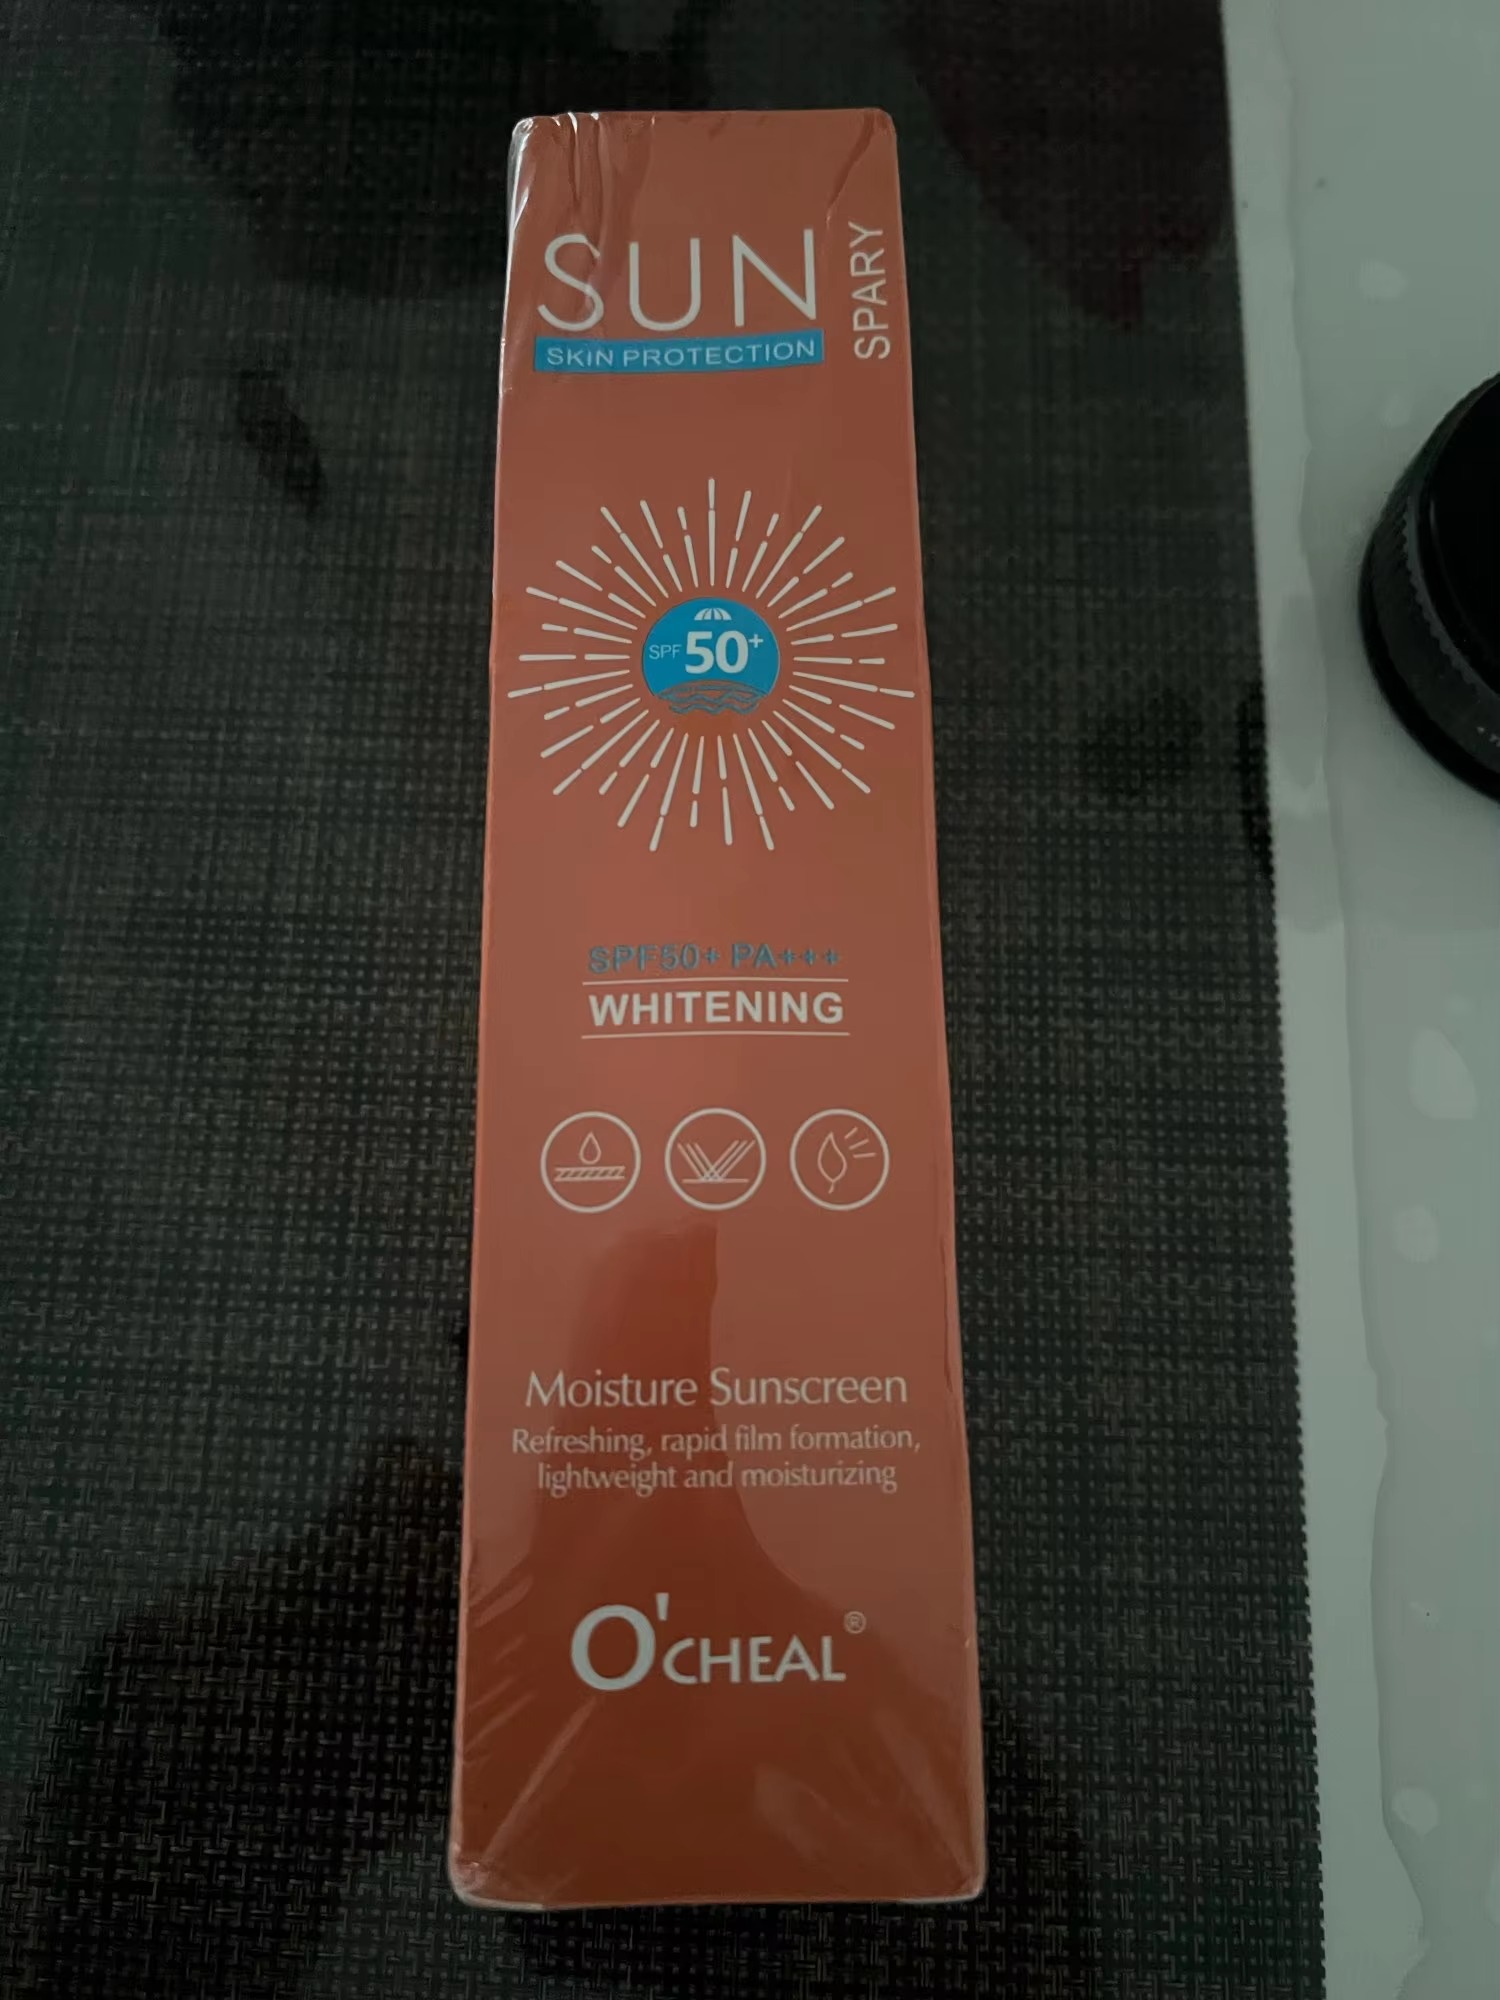 SUN
SPARY
SKIN PROTECTION
SPF 50+
SPF50+ PA+++
WHITENING
Moisture Sunscreen
Refreshing, rapid film formation,
lightweight and moisturizing
O'CHEAL®